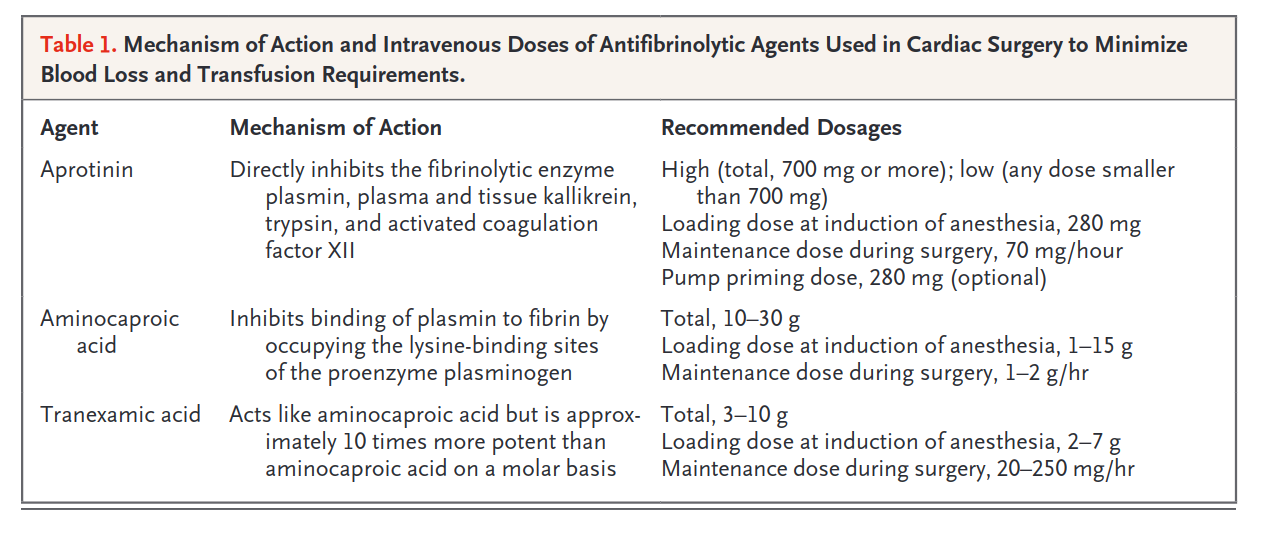 Table 1. Mechanism of Action and Intravenous Doses of Antifibrinolytic Agents Used in Cardiac Surgery to Minimize
Blood Loss and Transfusion Requirements.
Agent Mechanism of Action Recommended Dosages
Aprotinin Directly inhibits the fibrinolytic enzyme High (total, 700 mg or more); low (any dose smaller
plasmin, plasma and tissue kallikrein, than 700 mg)
trypsin, and activated coagulation Loading dose at induction of anesthesia, 280 mg
factor XII Maintenance dose during surgery, 70 mg/hour
Pump priming dose, 280 mg (optional)
Aminocaproic Inhibits binding of plasmin to fibrin by Total, 10–30 g
acid occupying the lysine-binding sites Loading dose at induction of anesthesia, 1–15 g
of the proenzyme plasminogen Maintenance dose during surgery, 1–2 g/hr
Tranexamic acid Acts like aminocaproic acid but is approx- Total, 3–10 g
imately 10 times more potent than Loading dose at induction of anesthesia, 2–7 g
aminocaproic acid on a molar basis Maintenance dose during surgery, 20–250 mg/hr